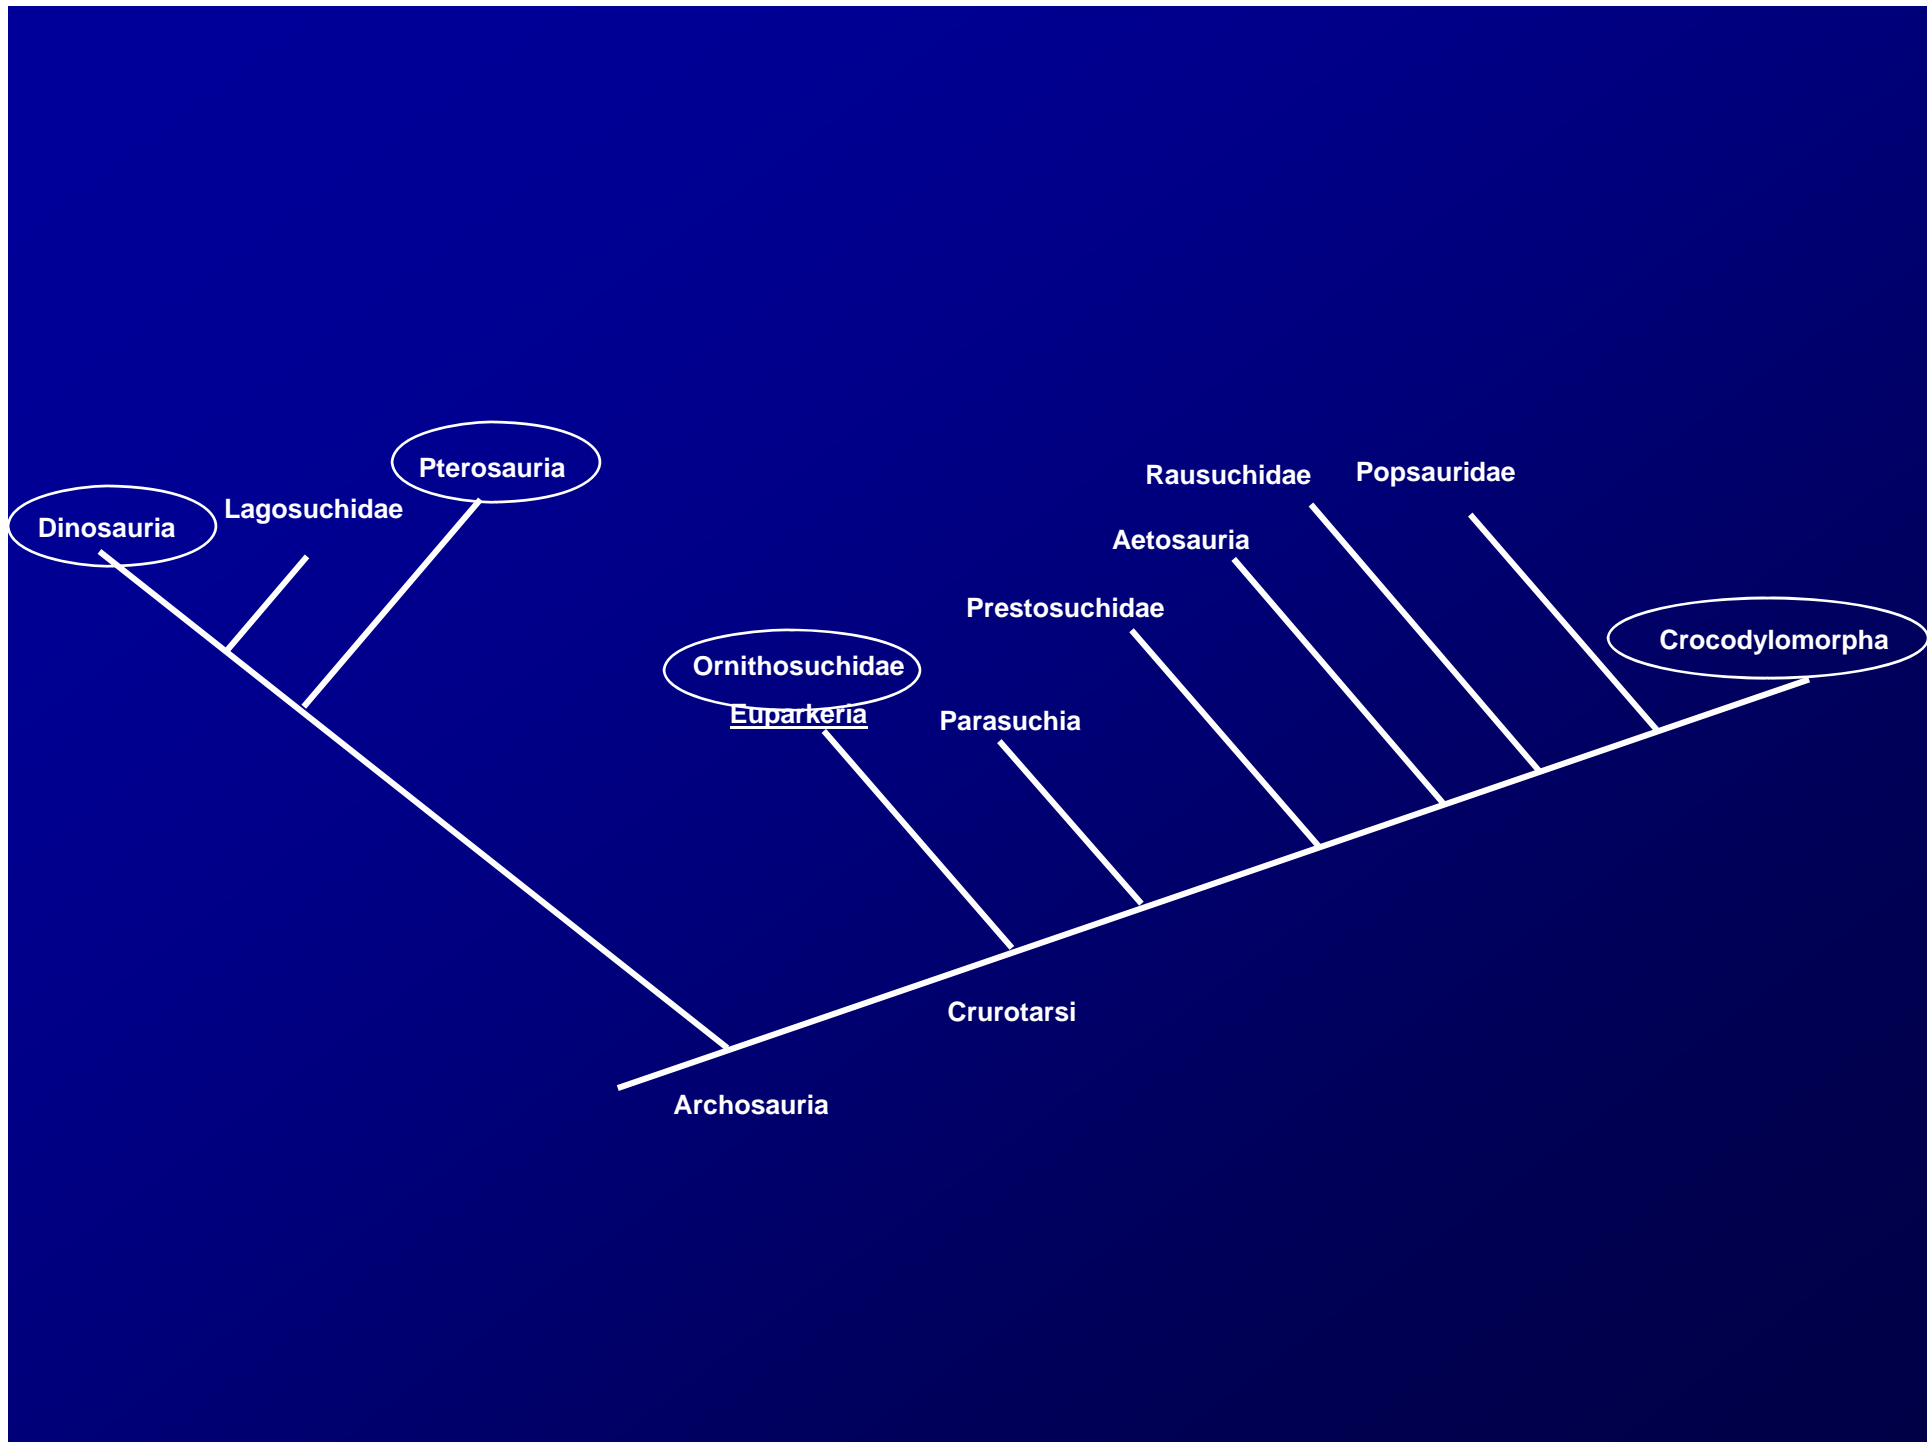 Pterosauria
Rausuchidae
Popsauridae
Lagosuchidae
Dinosauria
Aetosauria
Prestosuchidae
Crocodylomorpha
Ornithosuchidae
Euparkeria
Parasuchia
Crurotarsi
Archosauria